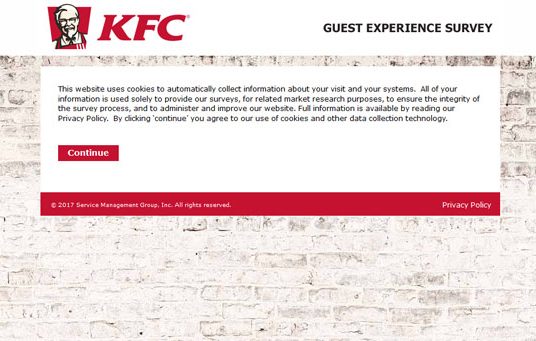 KFC
GUEST EXPERIENCE SURVEY
This website uses cookies to automatically collect information about your visit and your systems.  All of your
information is used solely to provide our surveys, for related market research purposes, to ensure the integrity of
the survey process, and to administer and improve our website. Full information is available by reading our
Privacy Policy.  By clicking 'continue' you agree to our use of cookies and other data collection technology.
Continue
© 2017 Service Management Group, Inc. All rights reserved.
Privacy Policy